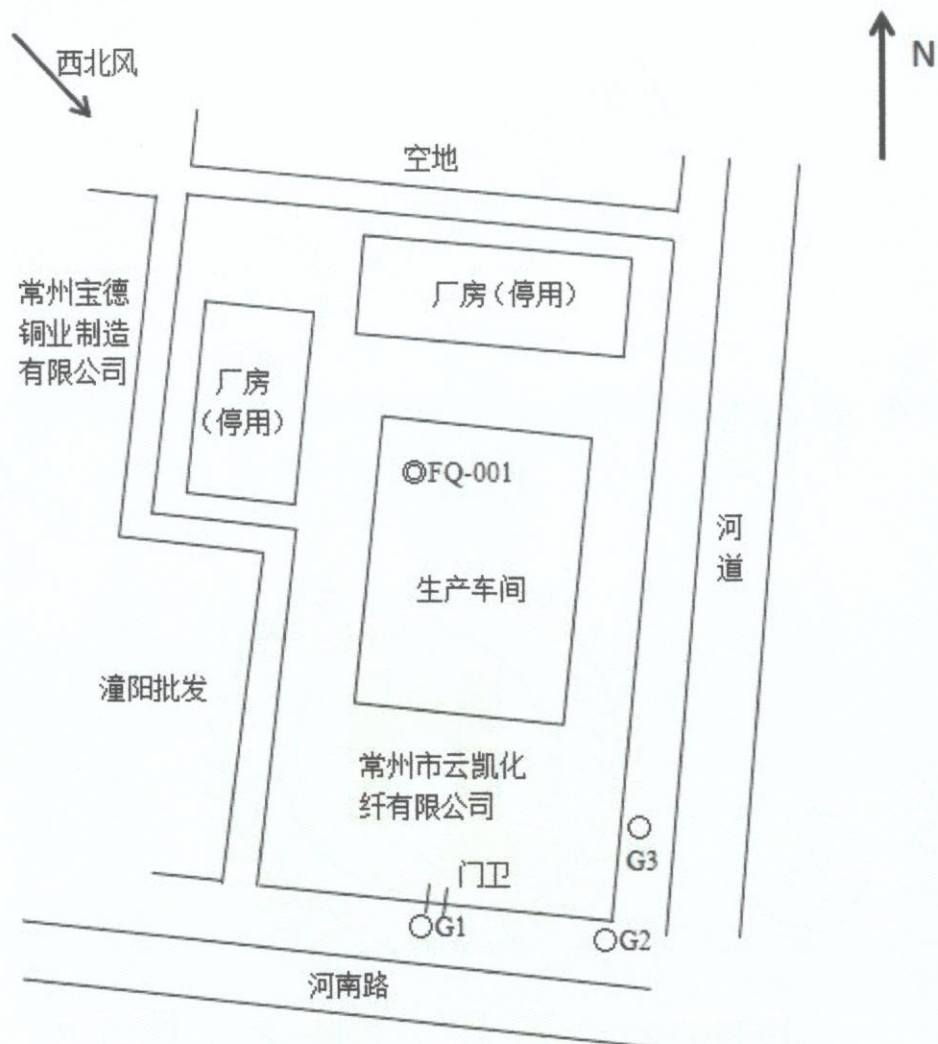 西北风
N
空地
常州宝德
铜业制造
有限公司
厂房（停用）
厂房
（停用）
FQ-001
河
道
生产车间
潼阳批发
常州市云凯化
纤有限公司
门卫
G3
G1
G2
河南路